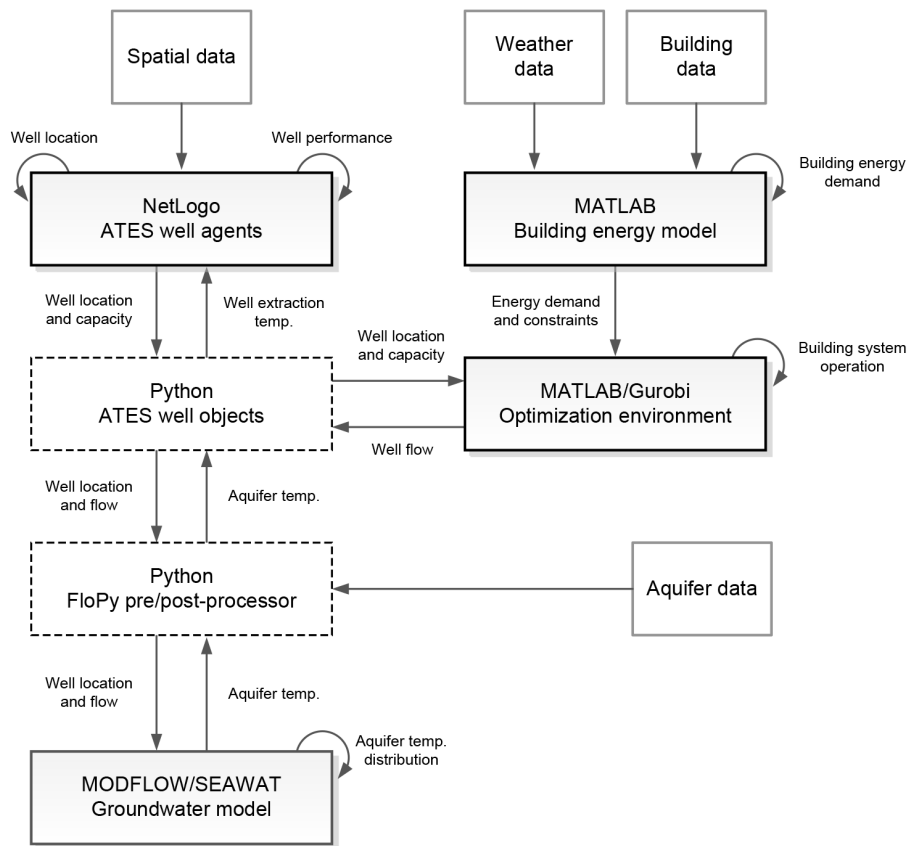 Spatial data
Weather
data
Building
data
Well location
Well performance
Building energy
demand
NetLogo
ATES well agents
MATLAB
Building energy model
Well location
and capacity
Well extraction
temp.
Energy demand
and constraints
Well location
and capacity
Building system
operation
Python
ATES well objects
MATLAB/Gurobi
Optimization environment
Well flow
Well location
and flow
Aquifer temp.
Python
FloPy pre/post-processor
Aquifer data
Well location
and flow
Aquifer temp.
Aquifer temp.
distribution
MODFLOW/SEAWAT
Groundwater model